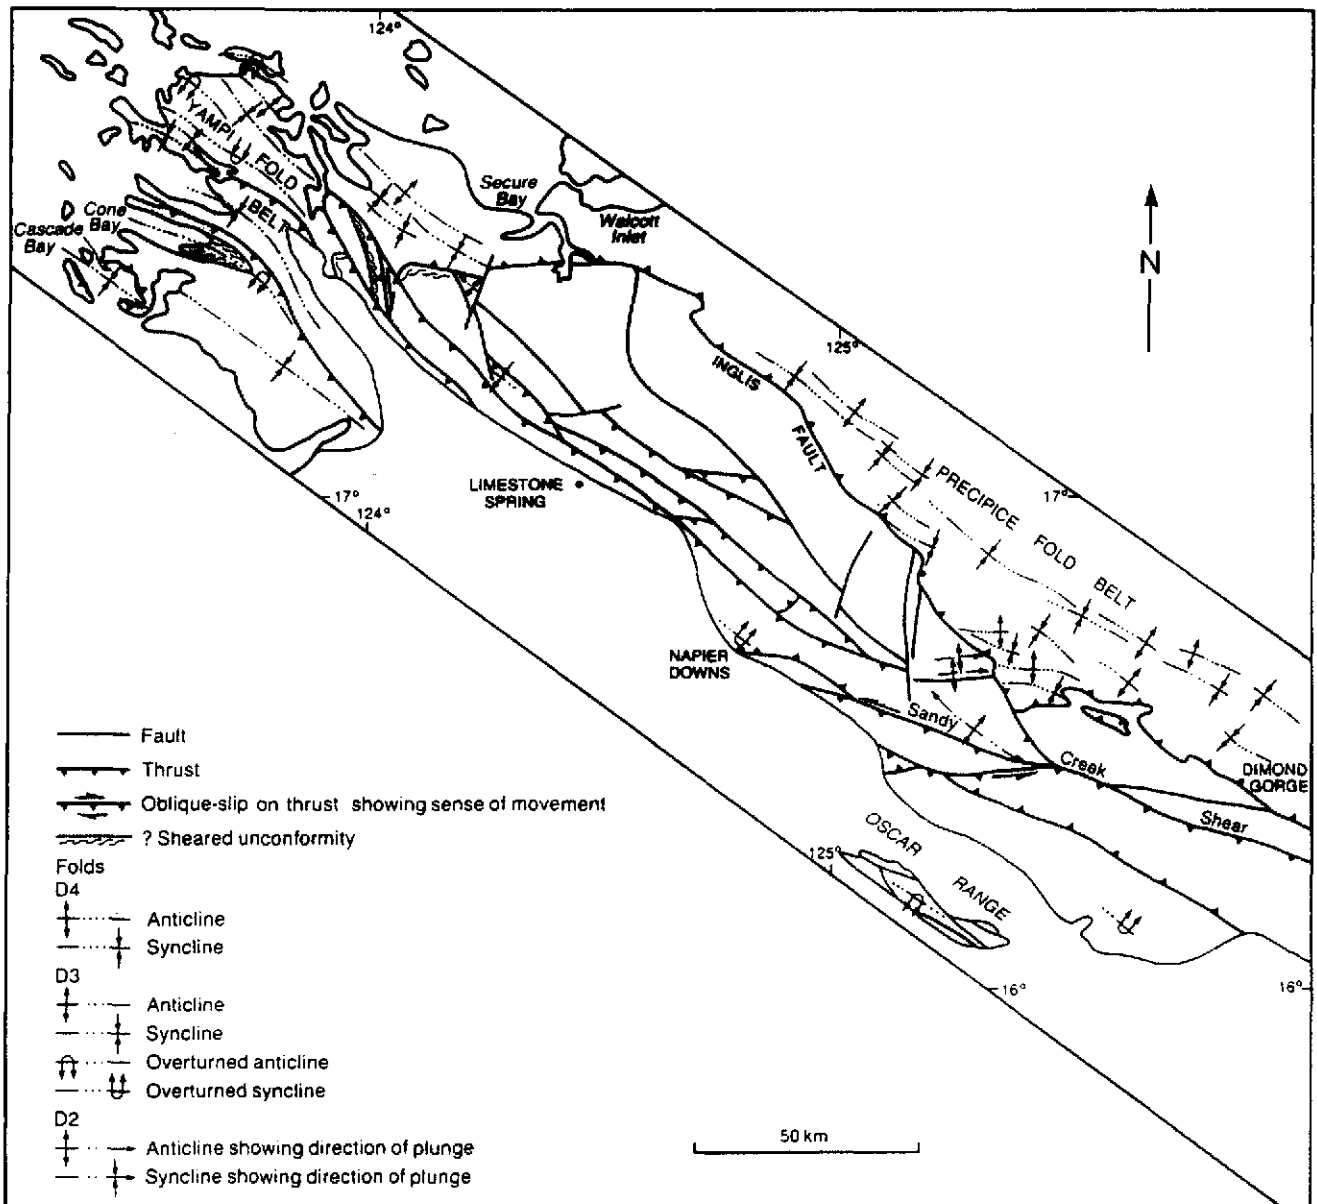 124°
YAMPI
FOLD
BELT
Secure
Bay
Walcott
Inlet
Cone
Bay
Cascade
Bay
N
125°
INGLIS
FAULT
PRECIPICE FOLD BELT
17°
LIMESTONE
SPRING
17°
124°
NAPIER
DOWNS
Sandy
Creek
Shear
DIMOND
GORGE
OSCAR
RANGE
125°
16°
16°
Fault
Thrust
Oblique-slip on thrust showing sense of movement
? Sheared unconformity
Folds
D4
Anticline
Syncline
D3
Anticline
Syncline
Overturned anticline
Overturned syncline
D2
Anticline showing direction of plunge
Syncline showing direction of plunge
50 km